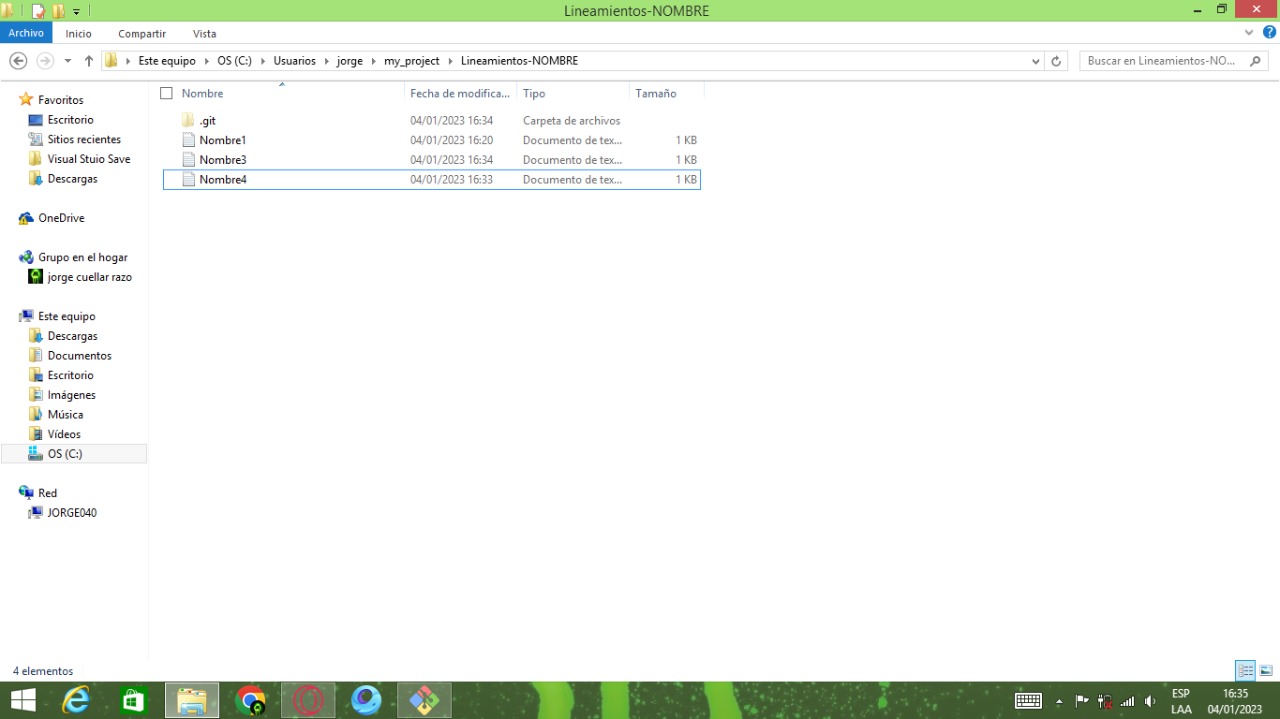 Lineamientos-NOMBRE
Archivo Inicio Compartir Vista
Este equipo OS (C:) Usuarios jorge my_project Lineamientos-NOMBRE Buscar en Lineamientos-NO...
Nombre Fecha de modifica... Tipo Tamaño
.git 04/01/2023 16:34 Carpeta de archivos
Nombre1 04/01/2023 16:20 Documento de tex... 1 KB
Nombre3 04/01/2023 16:34 Documento de tex... 1 KB
Nombre4 04/01/2023 16:33 Documento de tex... 1 KB
Favoritos
Escritorio
Sitios recientes
Visual Stuio Save
Descargas
OneDrive
Grupo en el hogar
jorge cuellar razo
Este equipo
Descargas
Documentos
Escritorio
Imágenes
Música
Vídeos
OS (C:)
Red
JORGE040
4 elementos
ESP 16:35
LAA 04/01/2023